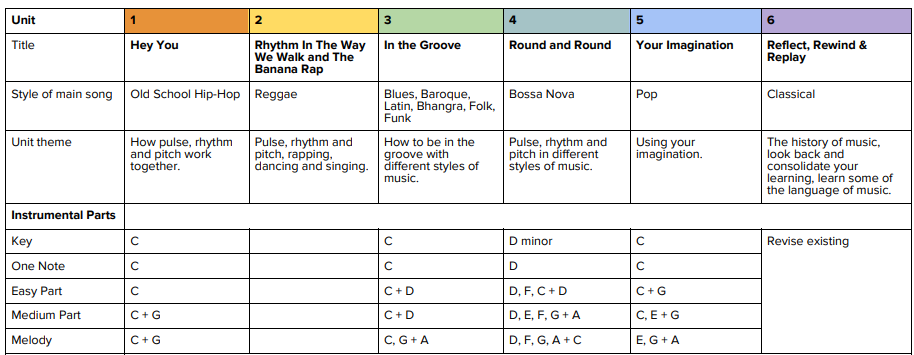 Unit 1 2 3 4 5 6
Title Hey You Rhythm In The Way In the Groove Round and Round Your Imagination Reflect, Rewind &
We Walk and The Replay
Banana Rap
Style of main song Old School Hip-Hop Reggae Blues, Baroque, Bossa Nova Pop Classical
Latin, Bhangra, Folk,
Funk
Unit theme How pulse, rhythm Pulse, rhythm and How to be in the Pulse, rhythm and Using your The history of music,
and pitch work pitch, rapping, groove with pitch in different imagination. look back and
together. dancing and singing. different styles of styles of music. consolidate your
music. learning, learn some of
the language of music.
Instrumental Parts
Key C C D minor C Revise existing
One Note C C D C
Easy Part C C + D D, F, C + D C + G
Medium Part C + G C + D D, E, F, G + A C, E + G
Melody C + G C, G + A D, F, G, A + C E, G + A